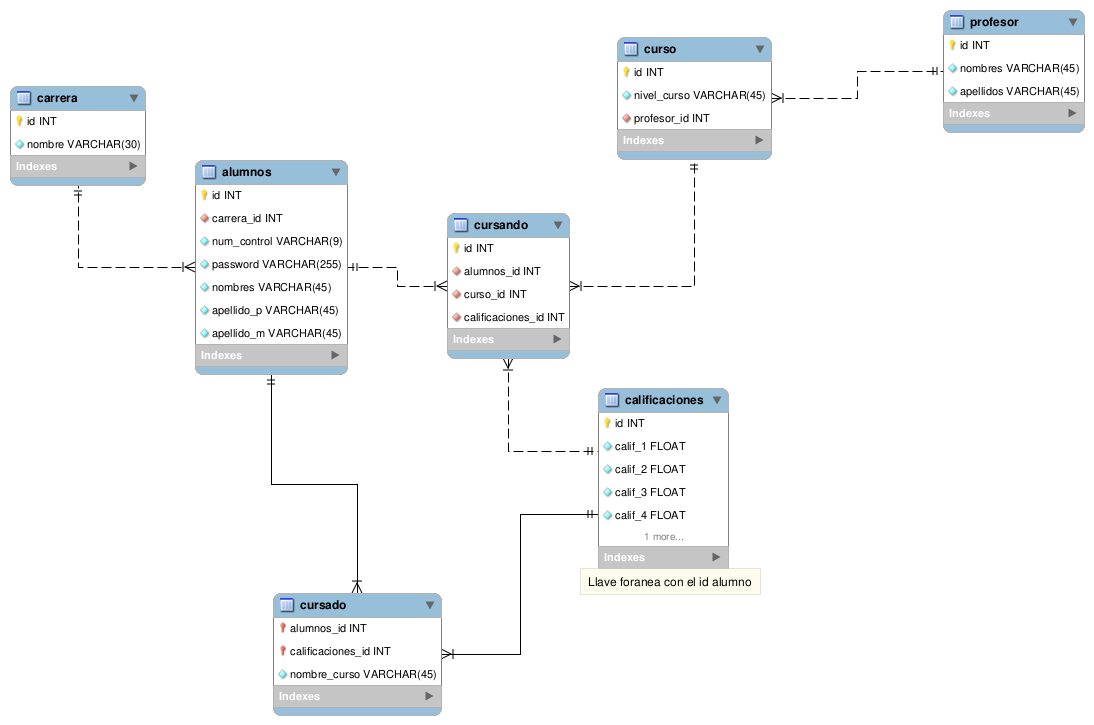 carrera
id INT
nombre VARCHAR(30)
Indexes
alumnos
id INT
carrera_id INT
num_control VARCHAR(9)
password VARCHAR(255)
nombres VARCHAR(45)
apellido_p VARCHAR(45)
apellido_m VARCHAR(45)
Indexes
cursando
id INT
alumnos_id INT
curso_id INT
calificaciones_id INT
Indexes
curso
id INT
nivel_curso VARCHAR(45)
profesor_id INT
Indexes
profesor
id INT
nombres VARCHAR(45)
apellidos VARCHAR(45)
Indexes
calificaciones
id INT
calif_1 FLOAT
calif_2 FLOAT
calif_3 FLOAT
calif_4 FLOAT
1 more...
Indexes
Llave foranea con el id alumno
cursado
alumnos_id INT
calificaciones_id INT
nombre_curso VARCHAR(45)
Indexes